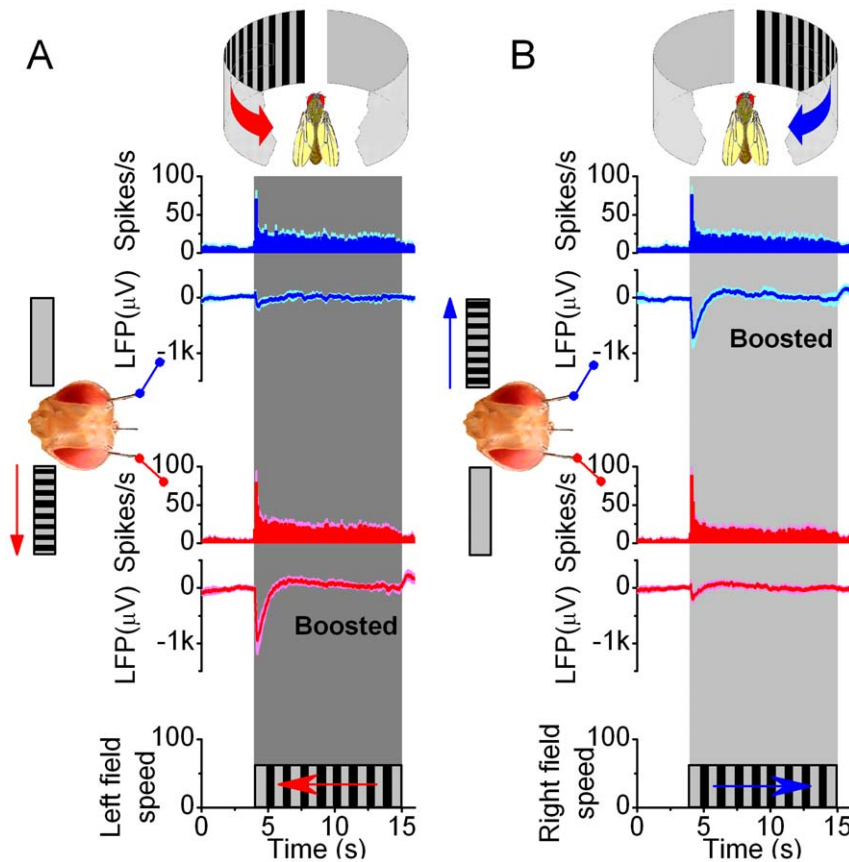 A
B
100
50
0
Spikes/s
0
-1k
LFP(μV)
100
50
0
Spikes/s
0
-1k
LFP(μV)
Boosted
100
0
Left field
speed
0 5 10 15
Time (s)
100
50
0
Spikes/s
0
-1k
LFP(μV)
Boosted
100
50
0
Spikes/s
0
-1k
LFP(μV)
100
0
Right field
speed
0 5 10 15
Time (s)